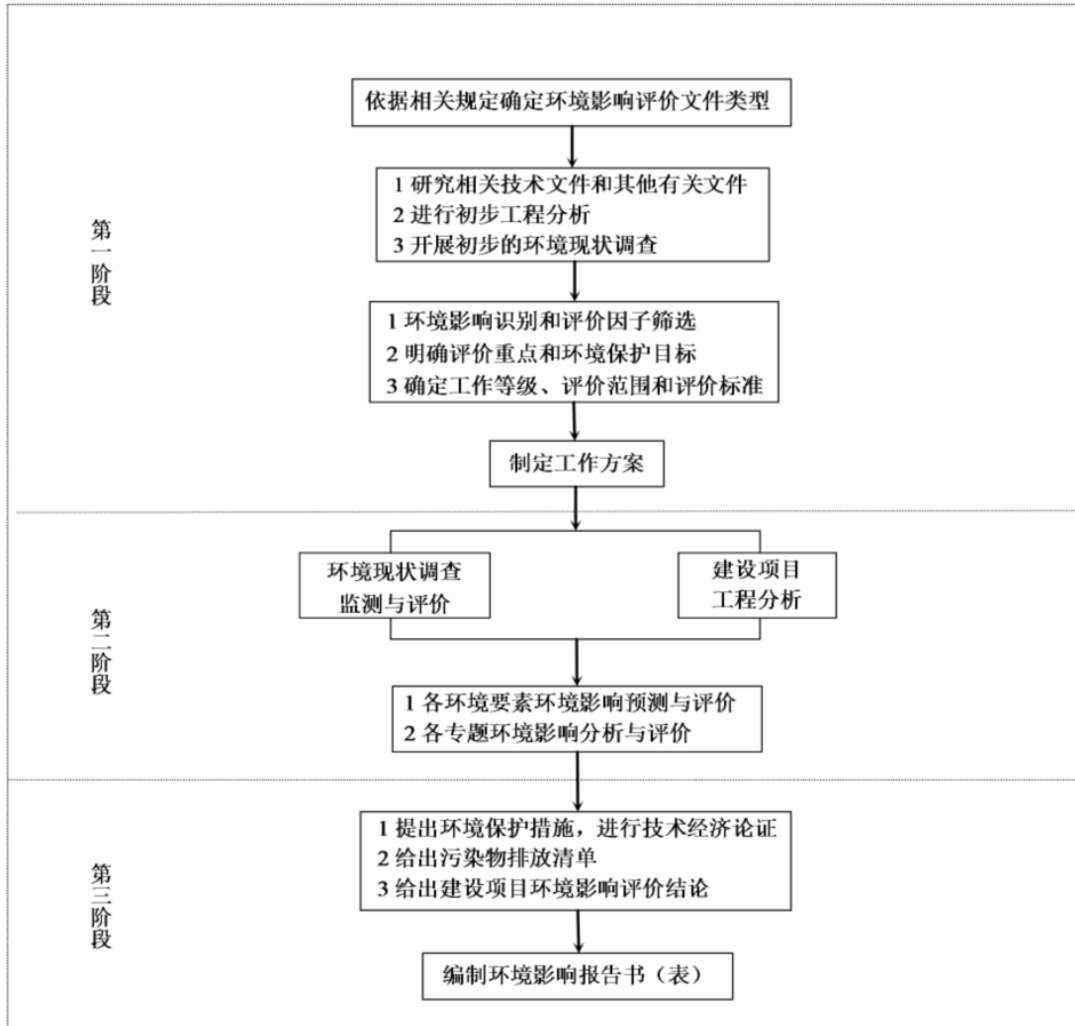 依据相关规定确定环境影响评价文件类型
1 研究相关技术文件和其他有关文件
2 进行初步工程分析
3 开展初步的环境现状调查
第一阶段
1 环境影响识别和评价因子筛选
2 明确评价重点和环境保护目标
3 确定工作等级、评价范围和评价标准
制定工作方案
环境现状调查
监测与评价
建设项目
工程分析
第二阶段
1 各环境要素环境影响预测与评价
2 各专题环境影响分析与评价
1 提出环境保护措施，进行技术经济论证
2 给出污染物排放清单
3 给出建设项目环境影响评价结论
第三阶段
编制环境影响报告书（表）